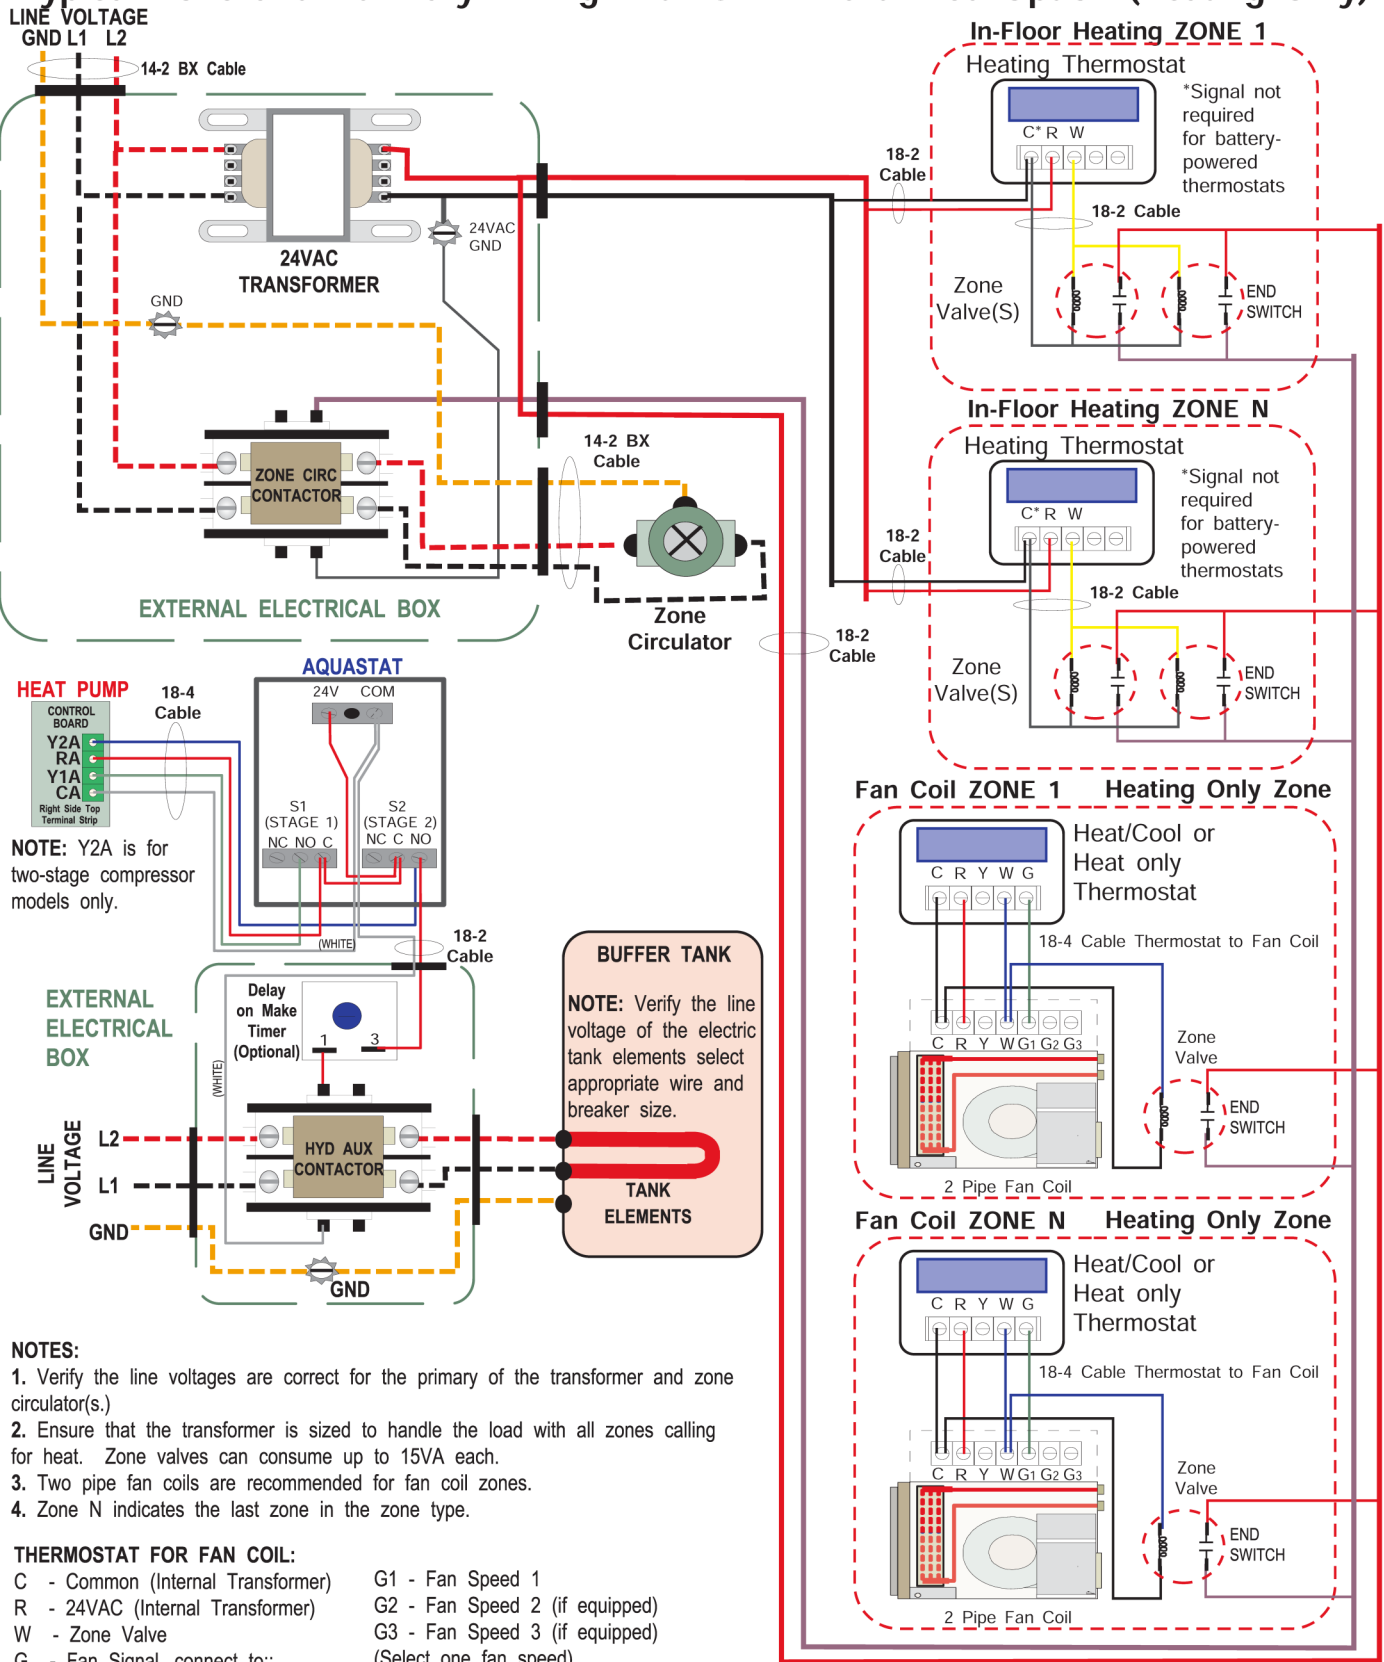 LINE VOLTAGE
GND L1 L2
14-2 BX Cable
24VAC
TRANSFORMER
24VAC
GND
GND
ZONE CIRC
CONTACTOR
EXTERNAL ELECTRICAL BOX
14-2 BX
Cable
Zone
Circulator
18-2
Cable
18-2
Cable
18-2
Cable
In-Floor Heating ZONE 1
Heating Thermostat
C* R W
*Signal not
required
for battery-
powered
thermostats
18-2 Cable
Zone
Valve(S)
END
SWITCH
In-Floor Heating ZONE N
Heating Thermostat
C* R W
*Signal not
required
for battery-
powered
thermostats
18-2 Cable
Zone
Valve(S)
END
SWITCH
HEAT PUMP
CONTROL
BOARD
Y2A
RA
Y1A
CA
Right Side Top
Terminal Strip
18-4
Cable
NOTE: Y2A is for
two-stage compressor
models only.
AQUASTAT
24V COM
S1
(STAGE 1)
NC NO C
S2
(STAGE 2)
NC C NO
(WHITE)
18-2
Cable
EXTERNAL
ELECTRICAL
BOX
Delay
on Make
Timer
(Optional)
1 3
(WHITE)
HYD AUX
CONTACTOR
LINE
VOLTAGE
L2
L1
GND
GND
BUFFER TANK
NOTE: Verify the line
voltage of the electric
tank elements select
appropriate wire and
breaker size.
TANK
ELEMENTS
Fan Coil ZONE 1 Heating Only Zone
Heat/Cool or
Heat only
Thermostat
C R Y W G
18-4 Cable Thermostat to Fan Coil
C R Y W G1 G2 G3
Zone
Valve
END
SWITCH
2 Pipe Fan Coil
Fan Coil ZONE N Heating Only Zone
Heat/Cool or
Heat only
Thermostat
C R Y W G
18-4 Cable Thermostat to Fan Coil
C R Y W G1 G2 G3
Zone
Valve
END
SWITCH
2 Pipe Fan Coil
NOTES:
1. Verify the line voltages are correct for the primary of the transformer and zone
circulator(s.)
2. Ensure that the transformer is sized to handle the load with all zones calling
for heat. Zone valves can consume up to 15VA each.
3. Two pipe fan coils are recommended for fan coil zones.
4. Zone N indicates the last zone in the zone type.
THERMOSTAT FOR FAN COIL:
C - Common (Internal Transformer)
R - 24VAC (Internal Transformer)
W - Zone Valve
G - Fan Signal, connect to::
G1 - Fan Speed 1
G2 - Fan Speed 2 (if equipped)
G3 - Fan Speed 3 (if equipped)
(Select one fan speed)